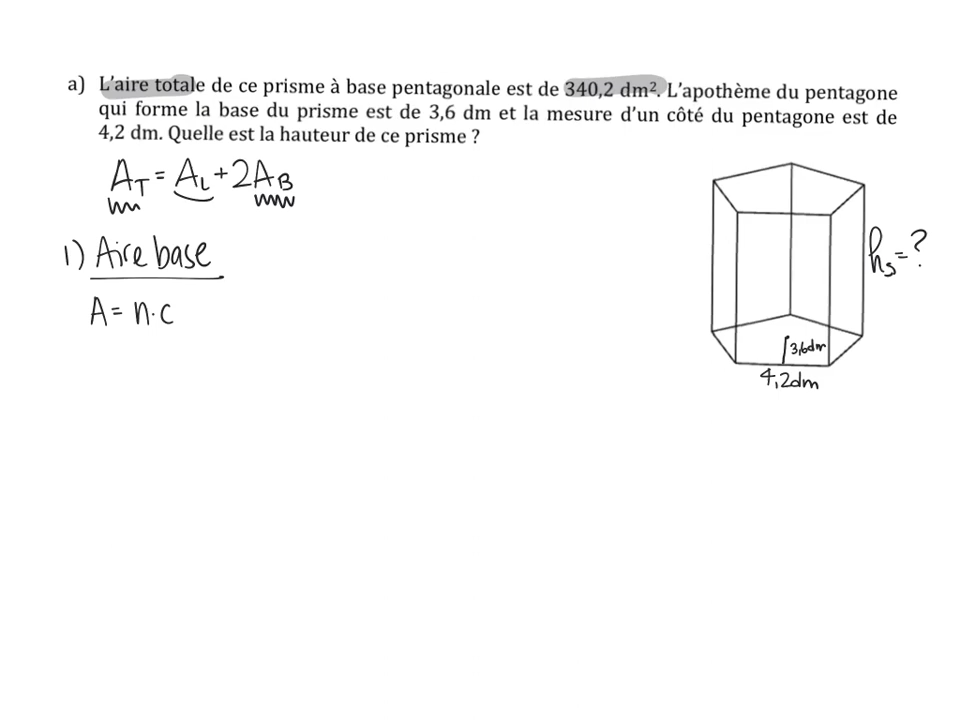 a) L'aire totale de ce prisme à base pentagonale est de 340,2 dm². L'apothème du pentagone
qui forme la base du prisme est de 3,6 dm et la mesure d'un côté du pentagone est de
4,2 dm. Quelle est la hauteur de ce prisme ?
A_T = A_L + 2A_B
1) Aire base
A = n·c
h_s = ?
3,6dm
4,2dm